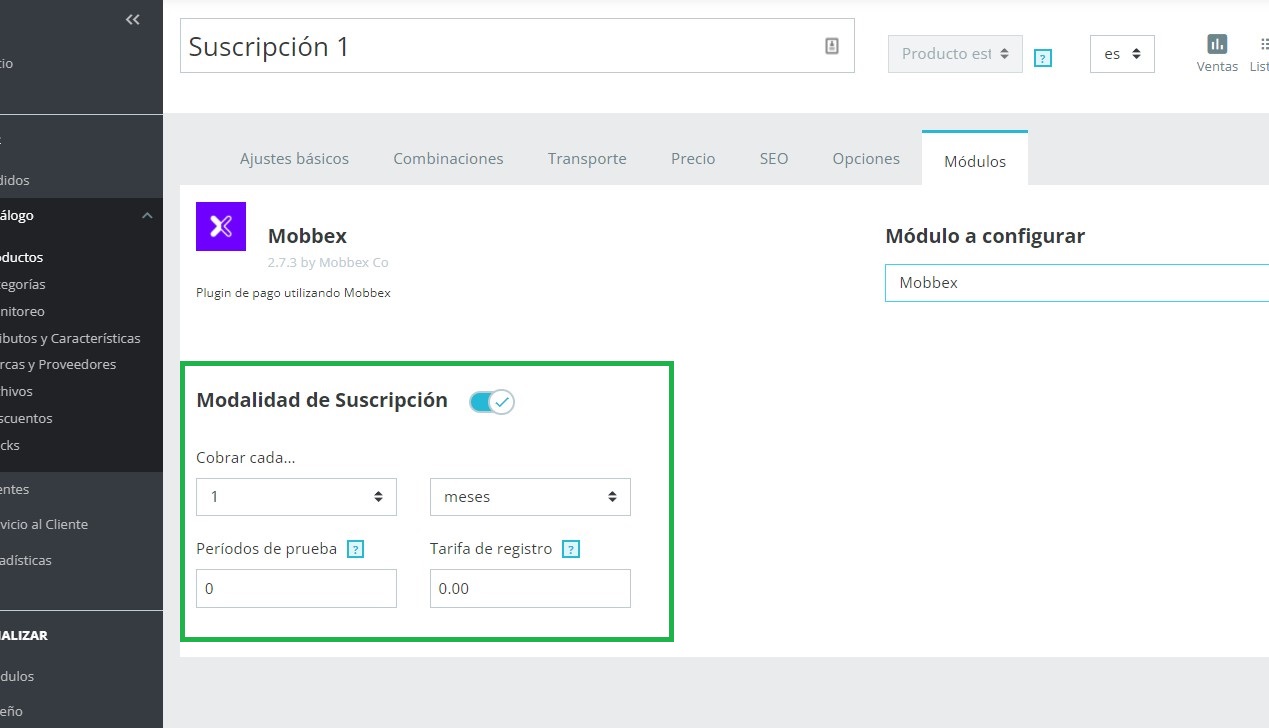 Suscripción 1
Producto est
es
Ventas
List
Ajustes básicos
Combinaciones
Transporte
Precio
SEO
Opciones
Módulos
Mobbex
2.7.3 by Mobbex Co
Plugin de pago utilizando Mobbex
Módulo a configurar
Mobbex
Modalidad de Suscripción
Cobrar cada...
1
meses
Períodos de prueba ?
Tarifa de registro ?
0
0.00
cio
didos
álogo
oductos
tegorías
nitoreo
ibutos y Características
rcas y Proveedores
chivos
scuentos
cks
entes
vicio al Cliente
adísticas
ALIZAR
dulos
eño